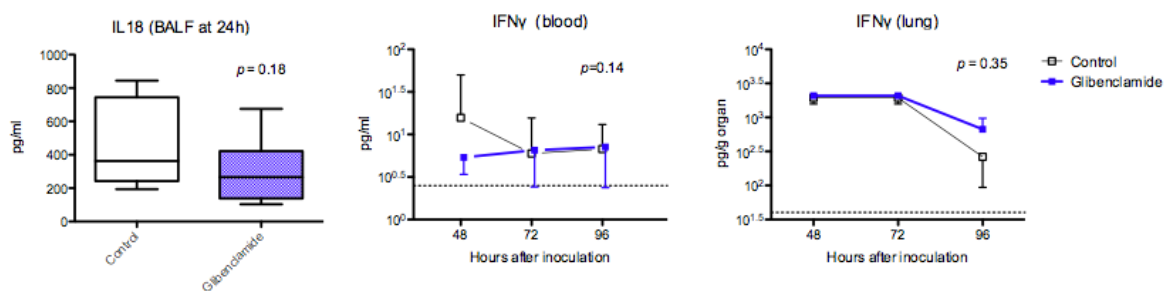 IL18 (BALF at 24h)
p = 0.18
pg/ml
1000
800
600
400
200
0
Control
Glibenclamide
IFNγ (blood)
p=0.14
pg/ml
10²
10^1.5
10^1.0
10^0.5
10⁰
48
72
96
Hours after inoculation
IFNγ (lung)
p = 0.35
pg/g organ
10⁴
10^3.5
10³
10^2.5
10²
10^1.5
48
72
96
Hours after inoculation
Control
Glibenclamide